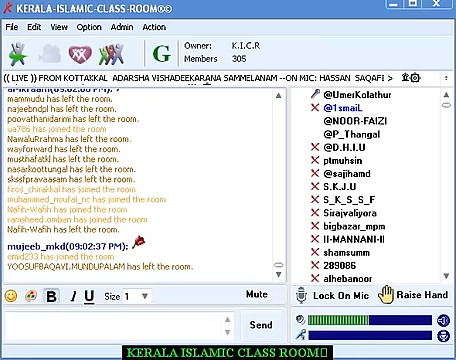 KERALA-ISLAMIC-CLASS-ROOM®©
File Edit View Option Admin Action
G
Owner: K.I.C.R
Members 305
(( LIVE )) FROM KOTTAKKAL ADARSHA VISHADEEKARANA SAMMELANAM --ON MIC: HASSAN SAQAFI >
mammudu has left the room.
najeebndpl has left the room.
poovathanidarimi has left the room.
ua786 has joined the room
NawaluRrahma has left the room.
wayforward has left the room.
musthafatkl has left the room.
nasarkoottungal has left the room.
skssfpravaasam has left the room.
firos_chirakkal has joined the room
muhammed_noufal_nc has joined the room
Nafih-Wafih has joined the room
ramsheed.omban has joined the room
Nafih-Wafih has left the room.
mujeeb_mkd(09:02:37 PM):
omid233 has joined the room
YOOSUFBAQAVI.MUNDUPALAM has left the room.
@UmerKolathur
@1smaiL
@NOOR-FAIZY
@P_Thangal
@D.H.I.U
ptmuhsin
@sajihamd
S.K.J.U
S_K_S_S_F
Sirajvaliyora
bigbazar_mpm
II-MANNANI-II
shamsumm
289086
alhebanoor
B I U Size 1 Mute
Lock On Mic Raise Hand
Send
KERALA ISLAMIC CLASS ROOM